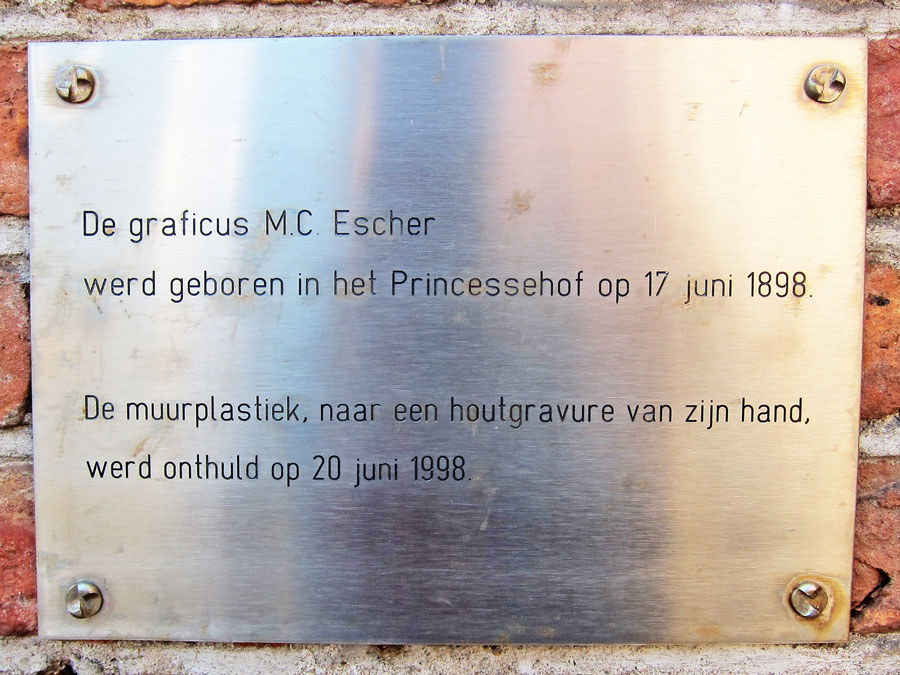 De graficus M.C. Escher
werd geboren in het Princessehof op 17 juni 1898.
De muurplastiek, naar een houtgravure van zijn hand,
werd onthuld op 20 juni 1998.